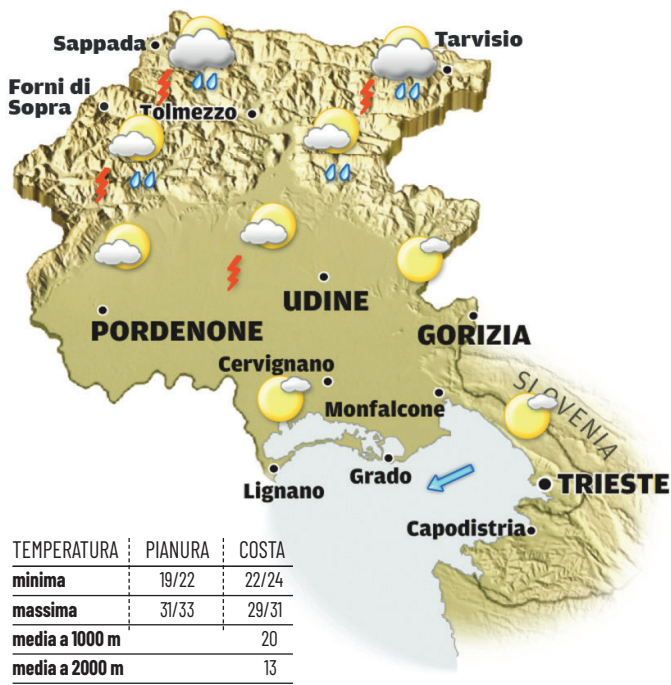 Sappada
Tarvisio
Forni di
Sopra
Tolmezzo
UDINE
PORDENONE
GORIZIA
Cervignano
SLOVENIA
Monfalcone
Grado
Lignano
TRIESTE
Capodistria
TEMPERATURA PIANURA COSTA
minima 19/22 22/24
massima 31/33 29/31
media a 1000 m 20
media a 2000 m 13